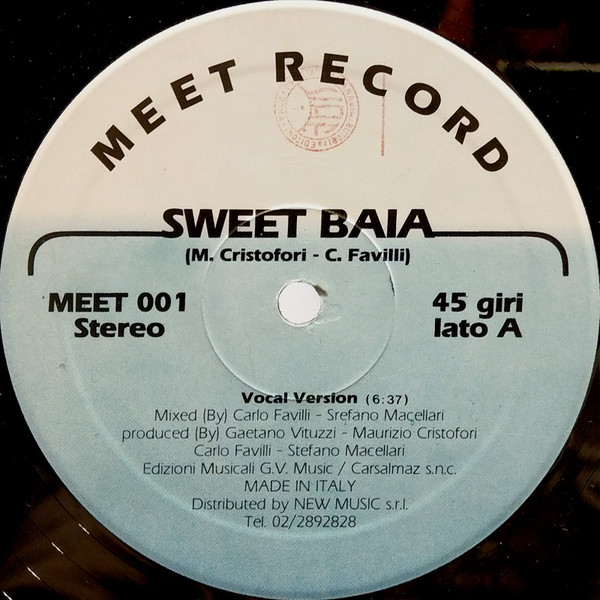 MEET RECORD
SWEET BAIA
(M. Cristofori - C. Favilli)
MEET 001
Stereo
45 giri
lato A
Vocal Version (6:37)
Mixed (By) Carlo Favilli - Srefano Macellari
produced (By) Gaetano Vituzzi - Maurizio Cristofori
Carlo Favilli - Stefano Macellari
Edizioni Musicali G.V. Music / Carsalmaz s.n.c.
MADE IN ITALY
Distributed by NEW MUSIC s.r.l.
Tel. 02/2892828